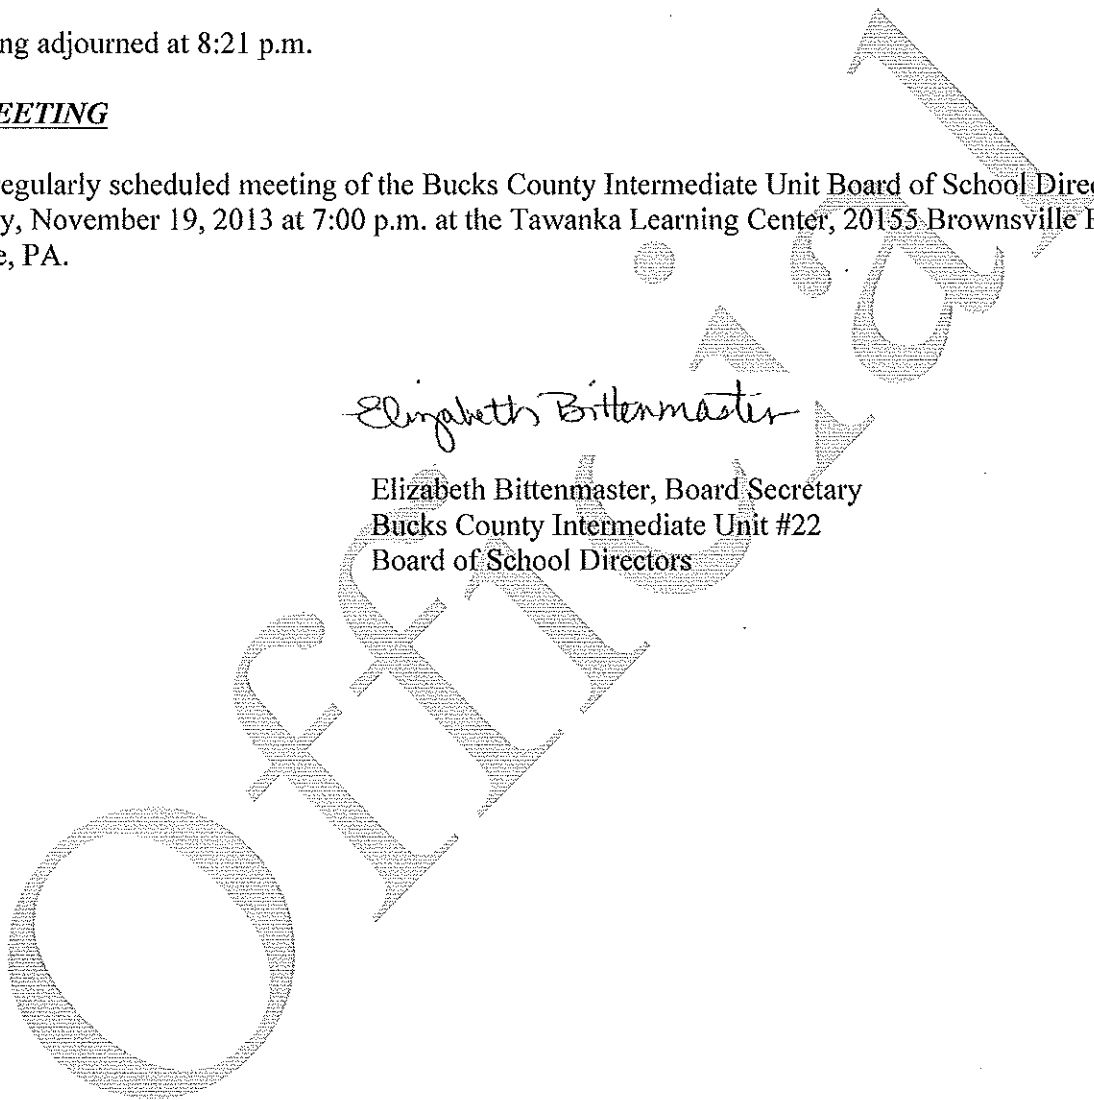 ng adjourned at 8:21 p.m.
EETING
egularly scheduled meeting of the Bucks County Intermediate Unit Board of School Direc
y, November 19, 2013 at 7:00 p.m. at the Tawanka Learning Center, 20155 Brownsville R
e, PA.
Elizabeth Bittenmaster
Elizabeth Bittenmaster, Board Secretary
Bucks County Intermediate Unit #22
Board of School Directors
Official